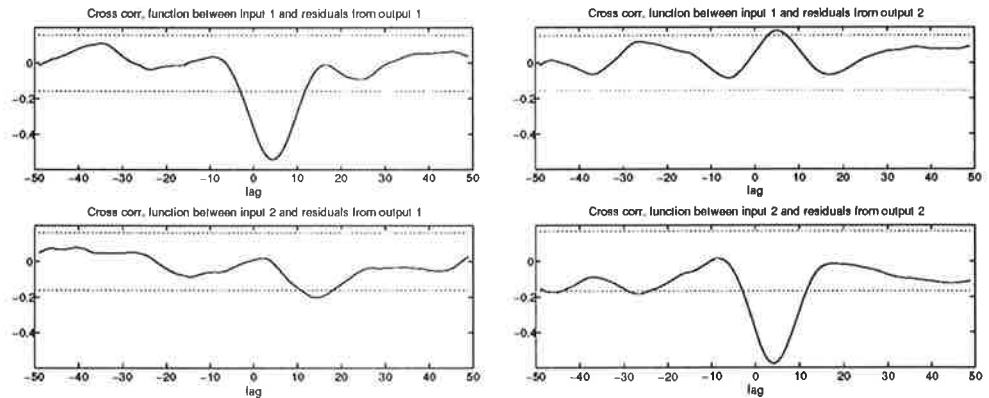 Cross corr. function between input 1 and residuals from output 1
0
-0.2
-0.4
-50 -40 -30 -20 -10 0 10 20 30 40 50
lag
Cross corr. function between input 1 and residuals from output 2
0
-0.2
-0.4
-50 -40 -30 -20 -10 0 10 20 30 40 50
lag
Cross corr. function between input 2 and residuals from output 1
0
-0.2
-0.4
-50 -40 -30 -20 -10 0 10 20 30 40 50
lag
Cross corr. function between input 2 and residuals from output 2
0
-0.2
-0.4
-50 -40 -30 -20 -10 0 10 20 30 40 50
lag